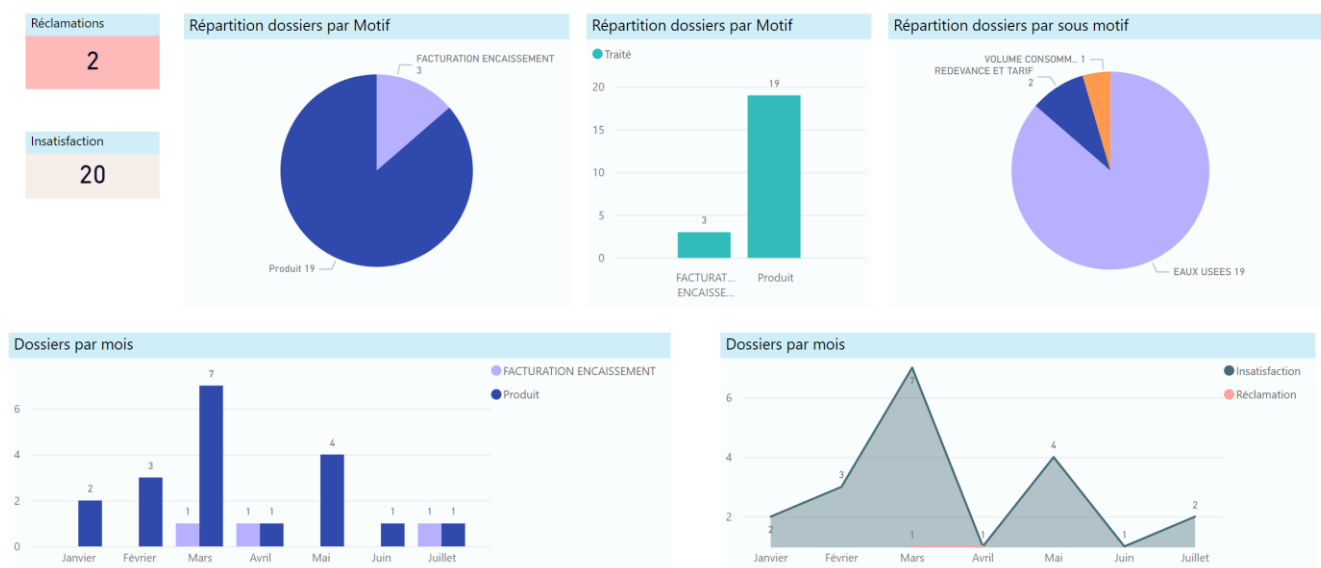 Réclamations
2
Insatisfaction
20
Répartition dossiers par Motif
FACTURATION ENCAISSEMENT
3
Produit 19
Répartition dossiers par Motif
Traité
20
15
10
5
0
3
19
FACTURAT...
ENCAISSE...
Produit
Répartition dossiers par sous motif
VOLUME CONSOMM... 1
REDEVANCE ET TARIF
2
EAUX USEES 19
Dossiers par mois
FACTURATION ENCAISSEMENT
Produit
6
4
2
0
2
3
1
7
1
1
4
1
1
1
Janvier
Février
Mars
Avril
Mai
Juin
Juillet
Dossiers par mois
Insatisfaction
Réclamation
6
4
2
2
3
7
1
1
4
1
2
Janvier
Février
Mars
Avril
Mai
Juin
Juillet